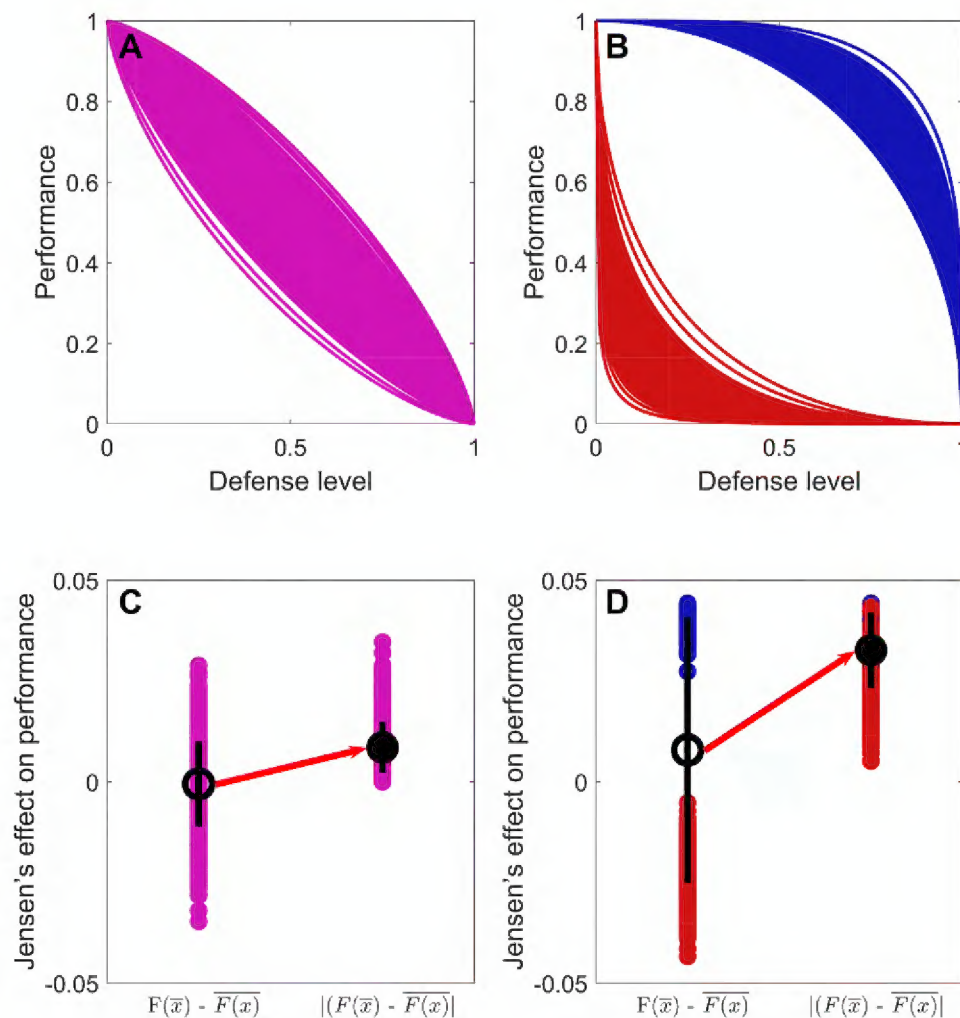 A
B
Performance
1
0.8
0.6
0.4
0.2
0
0
0.5
1
Defense level
Performance
1
0.8
0.6
0.4
0.2
0
0
0.5
1
Defense level
C
D
Jensen's effect on performance
0.05
0
-0.05
F(x̅) - F̅(̅x̅)̅
|(F(x̅) - F̅(̅x̅)̅|
Jensen's effect on performance
0.05
0
-0.05
F(x̅) - F̅(̅x̅)̅
|(F(x̅) - F̅(̅x̅)̅|